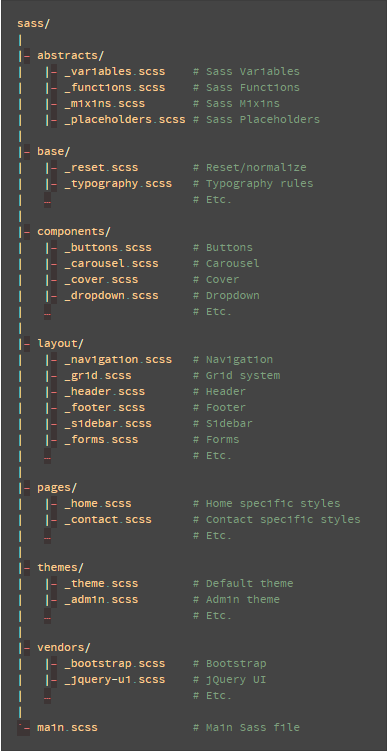 sass/
|
|– abstracts/
|   |– _variables.scss    # Sass Variables
|   |– _functions.scss    # Sass Functions
|   |– _mixins.scss       # Sass Mixins
|   |– _placeholders.scss # Sass Placeholders
|
|– base/
|   |– _reset.scss        # Reset/normalize
|   |– _typography.scss   # Typography rules
|   …                     # Etc.
|
|– components/
|   |– _buttons.scss      # Buttons
|   |– _carousel.scss     # Carousel
|   |– _cover.scss        # Cover
|   |– _dropdown.scss     # Dropdown
|   …                     # Etc.
|
|– layout/
|   |– _navigation.scss   # Navigation
|   |– _grid.scss         # Grid system
|   |– _header.scss       # Header
|   |– _footer.scss       # Footer
|   |– _sidebar.scss      # Sidebar
|   |– _forms.scss        # Forms
|   …                     # Etc.
|
|– pages/
|   |– _home.scss         # Home specific styles
|   |– _contact.scss      # Contact specific styles
|   …                     # Etc.
|
|– themes/
|   |– _theme.scss        # Default theme
|   |– _admin.scss        # Admin theme
|   …                     # Etc.
|
|– vendors/
|   |– _bootstrap.scss    # Bootstrap
|   |– _jquery-ui.scss    # jQuery UI
|   …                     # Etc.
|
`– main.scss              # Main Sass file